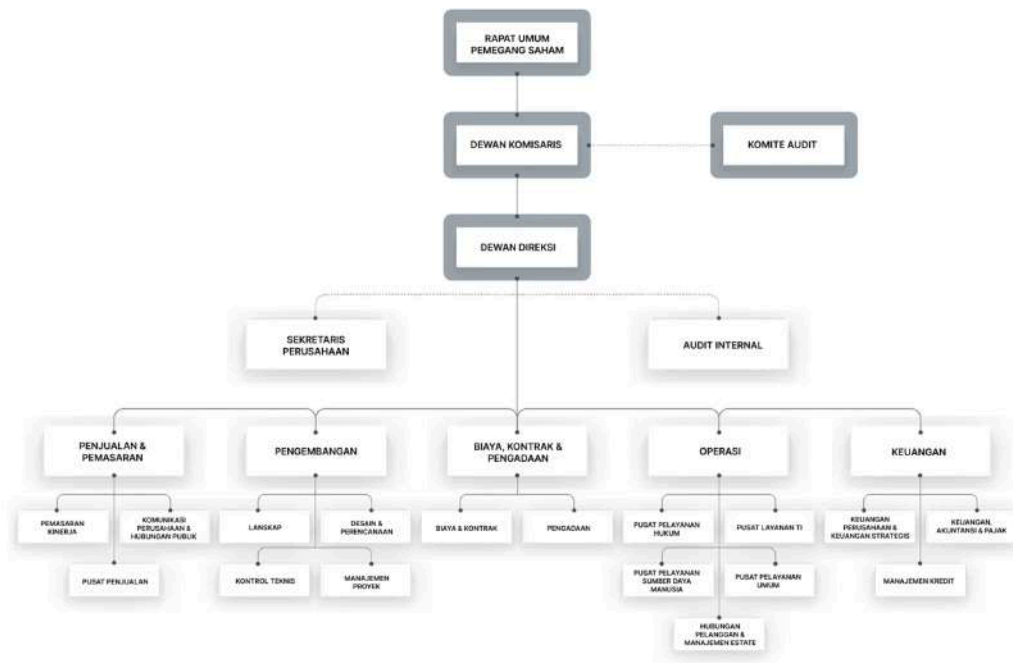 RAPAT UMUM
PEMEGANG SAHAM
DEWAN KOMISARIS
KOMITE AUDIT
DEWAN DIREKSI
SEKRETARIS
PERUSAHAAN
AUDIT INTERNAL
PENJUALAN &
PEMASARAN
PENGEMBANGAN
BIAYA, KONTRAK &
PENGADAAN
OPERASI
KEUANGAN
PEMASARAN
KINERJA
KOMUNIKASI
PERUSAHAAN &
HUBUNGAN PUBLIK
LANSKAP
DESAIN &
PERENCANAAN
BIAYA & KONTRAK
PENGADAAN
PUSAT PELAYANAN
HUKUM
PUSAT LAYANAN TI
KEUANGAN
PERUSAHAAN &
KEUANGAN STRATEGIS
KEUANGAN,
AKUNTANSI & PAJAK
PUSAT PENJUALAN
KONTROL TEKNIS
MANAJEMEN
PROYEK
PUSAT PELAYANAN
SUMBER DAYA
MANUSIA
PUSAT PELAYANAN
UMUM
MANAJEMEN KREDIT
HUBUNGAN
PELANGGAN &
MANAJEMEN ESTATE